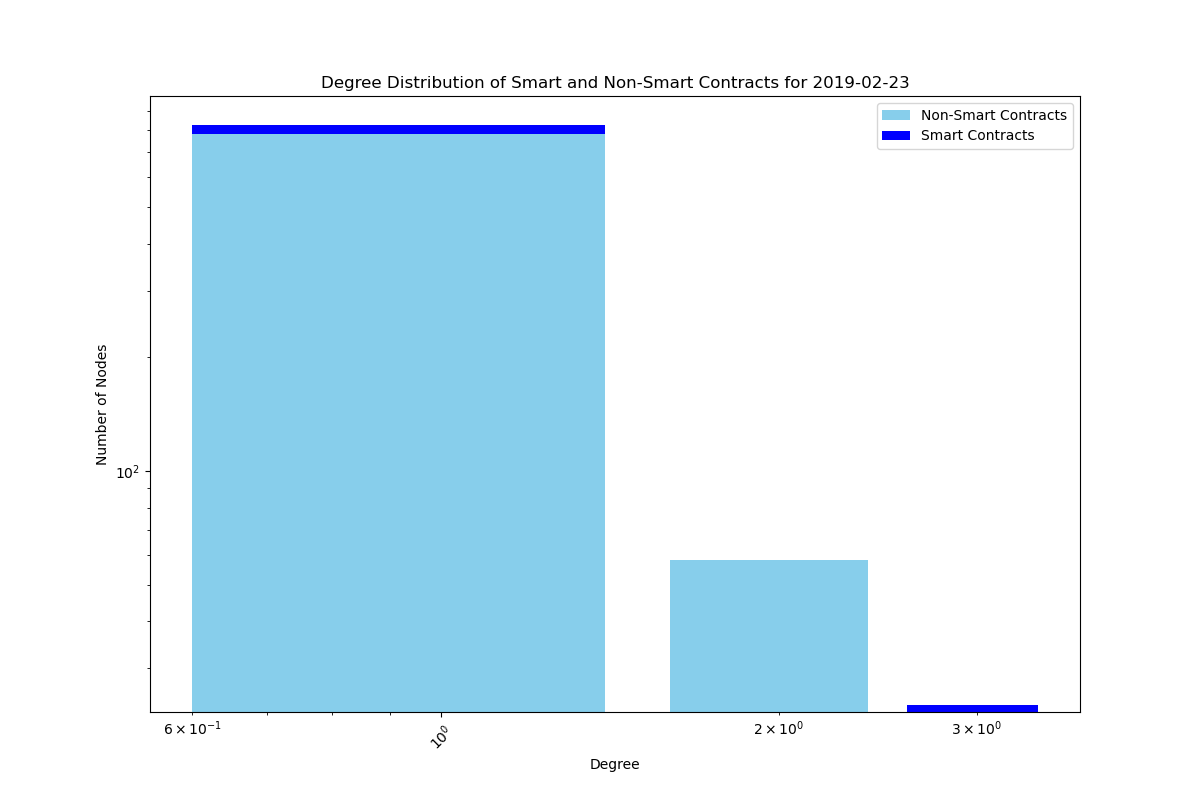 Degree Distribution of Smart and Non-Smart Contracts for 2019-02-23
Non-Smart Contracts
Smart Contracts
Number of Nodes
10²
6 × 10⁻¹
10⁰
2 × 10⁰
3 × 10⁰
Degree